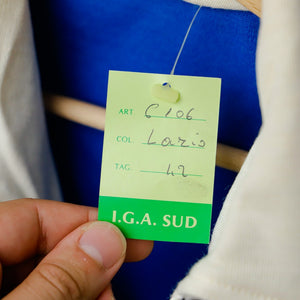 ART. 6106
COL. Lazio
TAG. 42
I.G.A. SUD